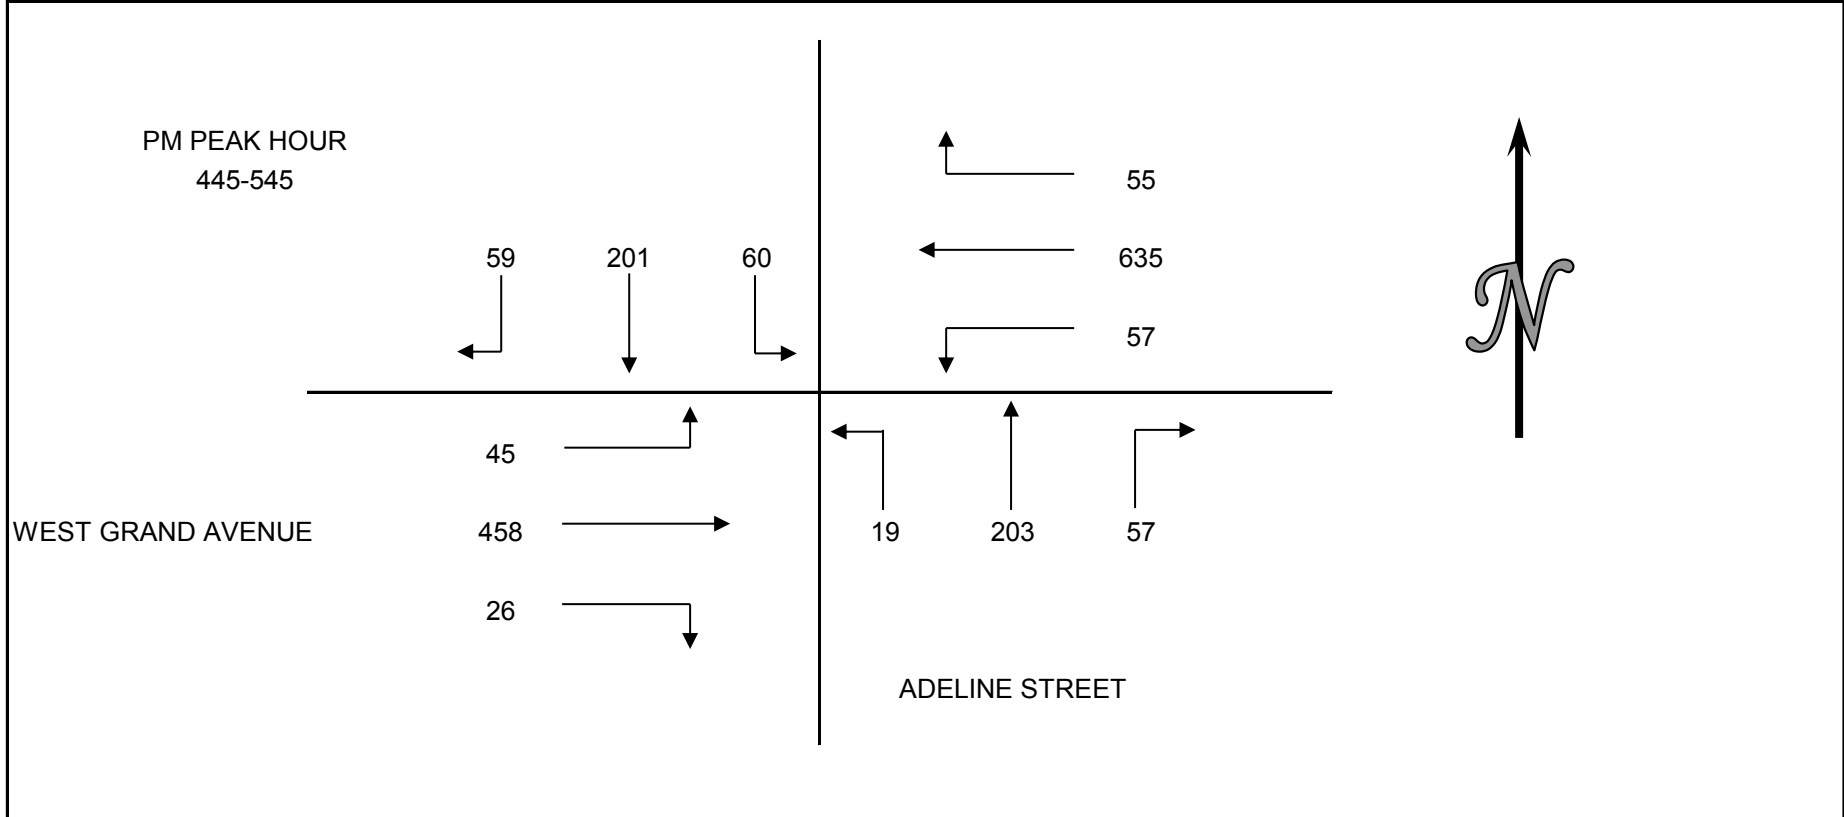 PM PEAK HOUR
445-545
55
59 201 60 635
57
45
WEST GRAND AVENUE 458 19 203 57
26
ADELINE STREET
N